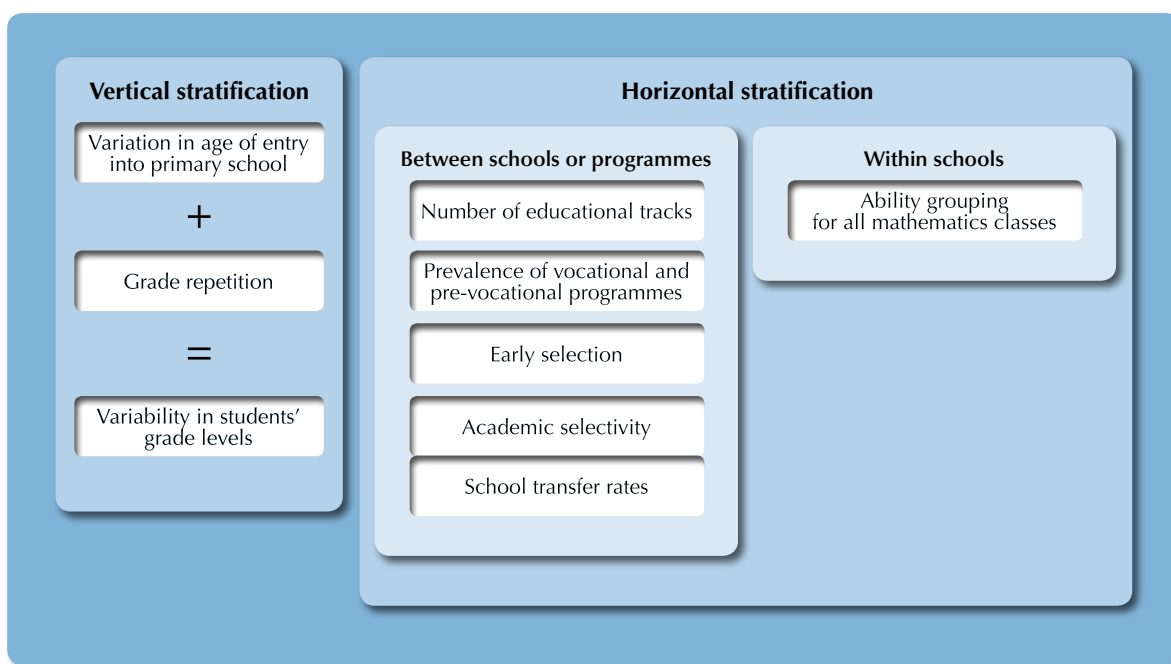 Vertical stratification
Variation in age of entry
into primary school
+
Grade repetition
=
Variability in students’
grade levels
Horizontal stratification
Between schools or programmes
Number of educational tracks
Prevalence of vocational and
pre-vocational programmes
Early selection
Academic selectivity
School transfer rates
Within schools
Ability grouping
for all mathematics classes